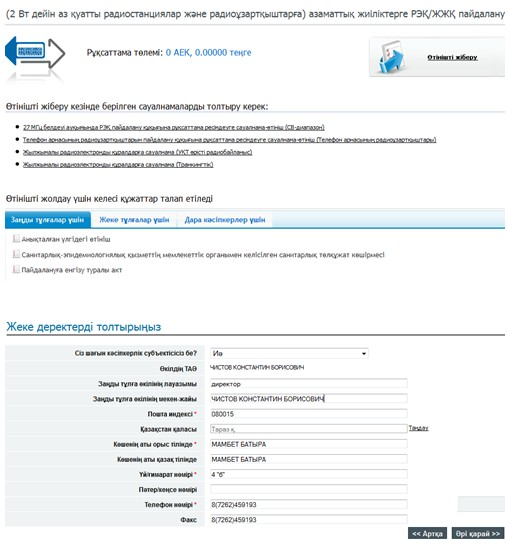 (2 Вт дейін аз қуатты радиостанциялар және радиоұзартқыштарға) азаматтық жиіліктерге РЭҚ/ЖЖҚ пайдалану
Рұқсаттама төлемі: 0 АЕК, 0.00000 теңге
Өтінішті жіберу
Өтінішті жіберу кезінде берілген сауалнамаларды толтыру керек:
27 МГц белдеуі ауқымында РЭҚ пайдалану құқығына рұқсаттама ресімдеуге сауалнама-өтініш (СВ-диапазон)
Телефон арнасының радиоұзартқыштарын пайдалану құқығына рұқсаттама ресімдеуге сауалнама-өтініш (Телефон арнасының радиоұзартқыштары)
Жылжымалы радиоэлектронды құралдарға сауалнама (УҚТ өрісті радиобайланыс)
Жылжымалы радиоэлектронды құралдарға сауалнама (Транкингтік)
Өтінішті жолдау үшін келесі құжаттар талап етіледі
Заңды тұлғалар үшін Жеке тұлғалар үшін Дара кәсіпкерлер үшін
Анықталған үлгідегі өтініш
Санитарлық-эпидемиологиялық қызметтің мемлекеттік органымен келісілген санитарлық төлқұжат көшірмесі
Пайдалануға енгізу туралы акт
Жеке деректерді толтырыңыз
Сіз шағын кәсіпкерлік субъектісісіз бе? Иә
Өкілдің ТАӘ ЧИСТОВ КОНСТАНТИН БОРИСОВИЧ
Заңды тұлға өкілінің лауазымы директор
Заңды тұлға өкілінің мекен-жайы ЧИСТОВ КОНСТАНТИН БОРИСОВИЧ
Пошта индексі* 080015
Қазақстан қаласы Тараз қ. Таңдау
Көшенің аты орыс тілінде* МАМБЕТ БАТЫРА
Көшенің аты қазақ тілінде МАМБЕТ БАТЫРА
Үй/ғимарат нөмірі* 4 "б"
Пәтер/кеңсе нөмірі
Телефон нөмірі* 8(7262)459193
Факс 8(7262)459193
<< Артқа Әрі қарай >>